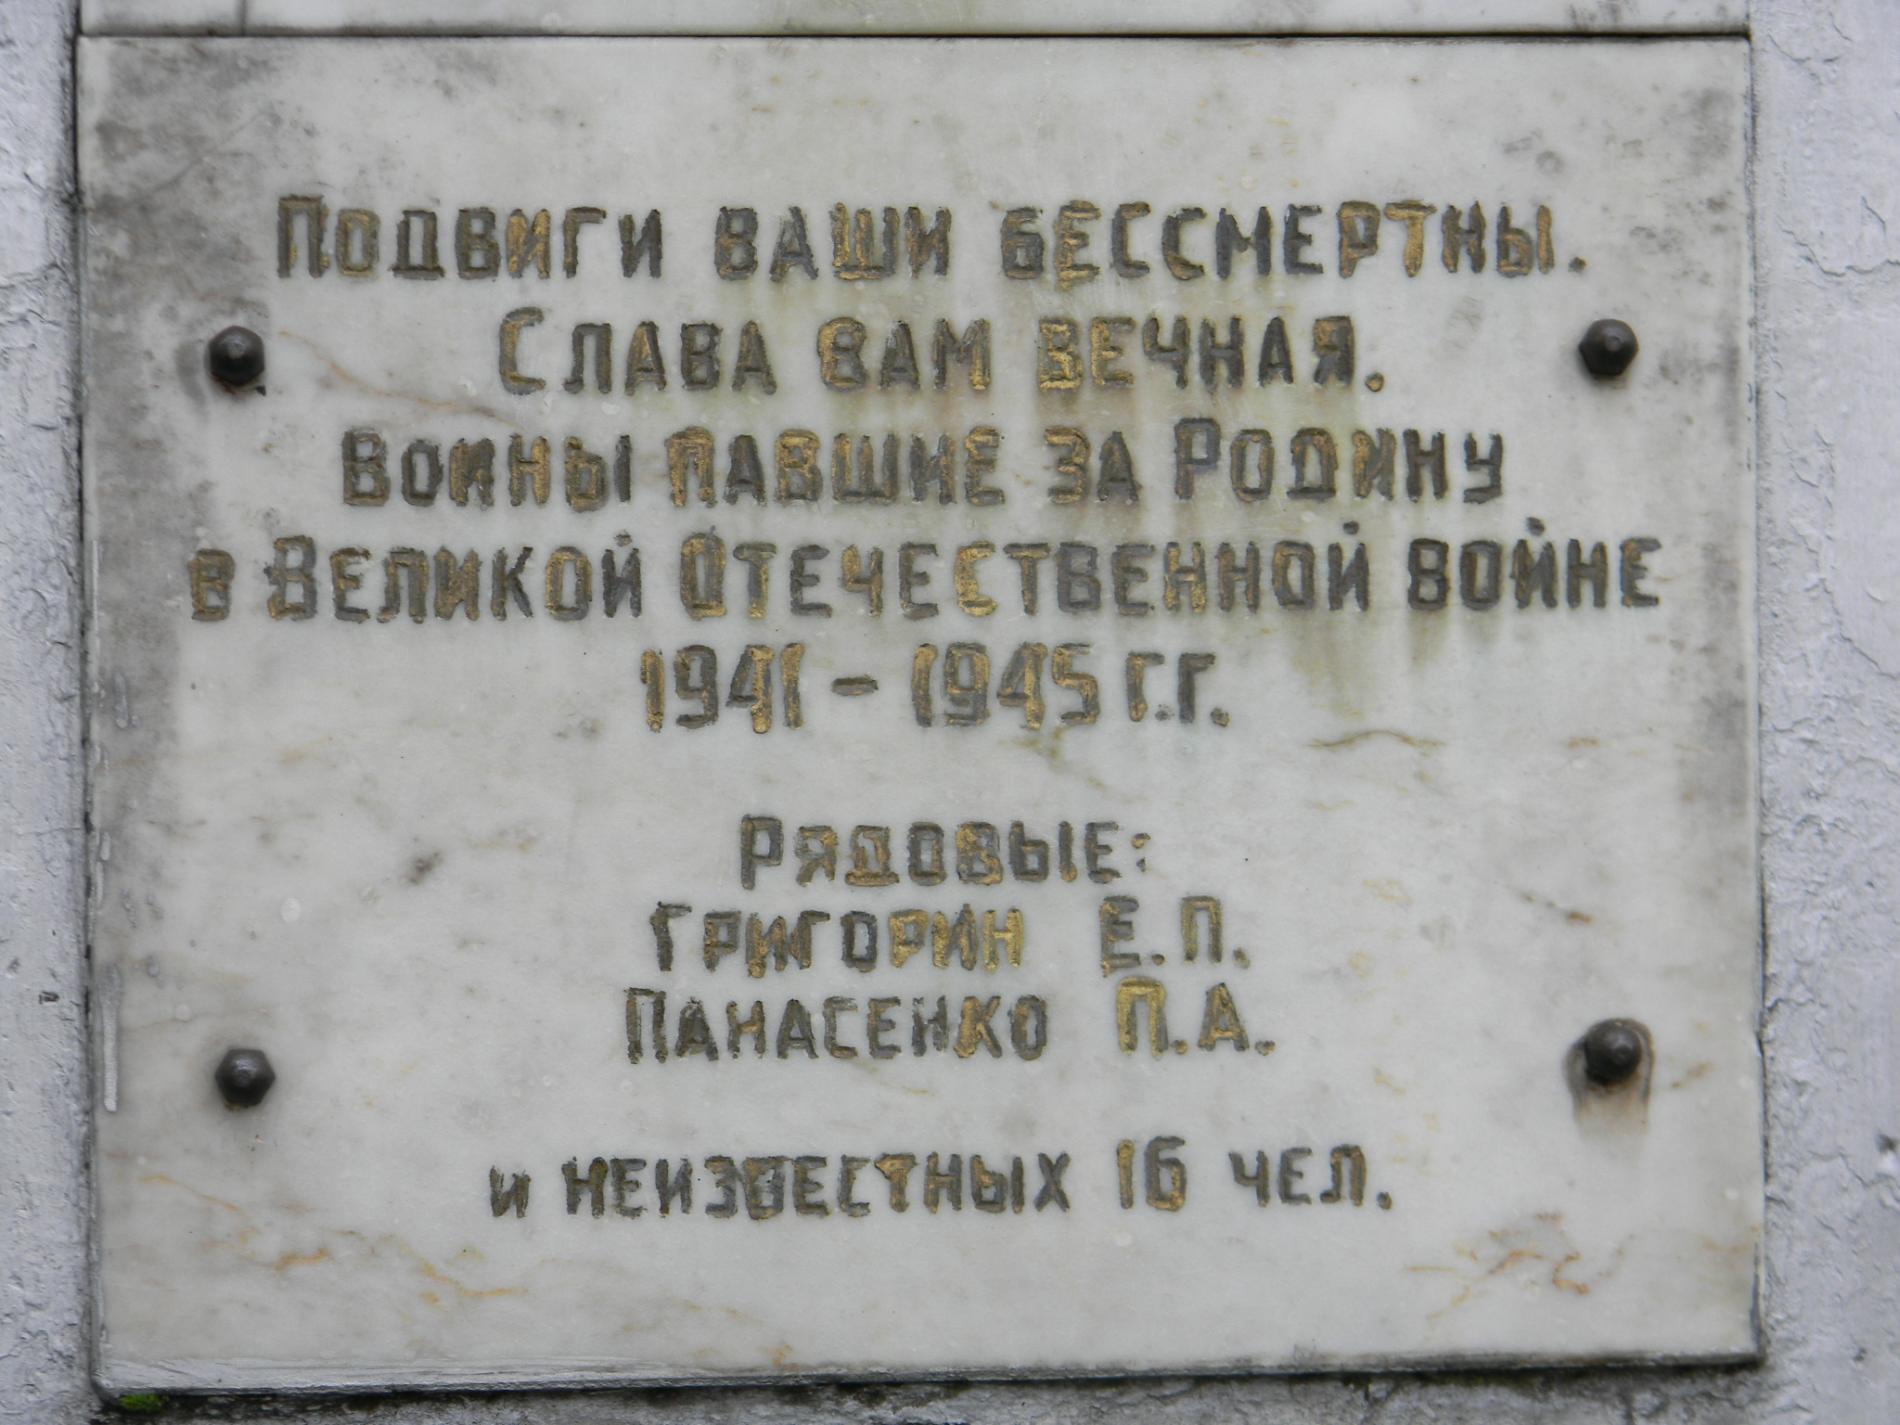 Подвиги ваши бессмертны.
Слава вам вечная.
Воины павшие за Родину
в Великой Отечественной войне
1941 – 1945 г.г.
Рядовые:
Григорин Е.П.
Панасенко П.А.
и неизвестных 16 чел.